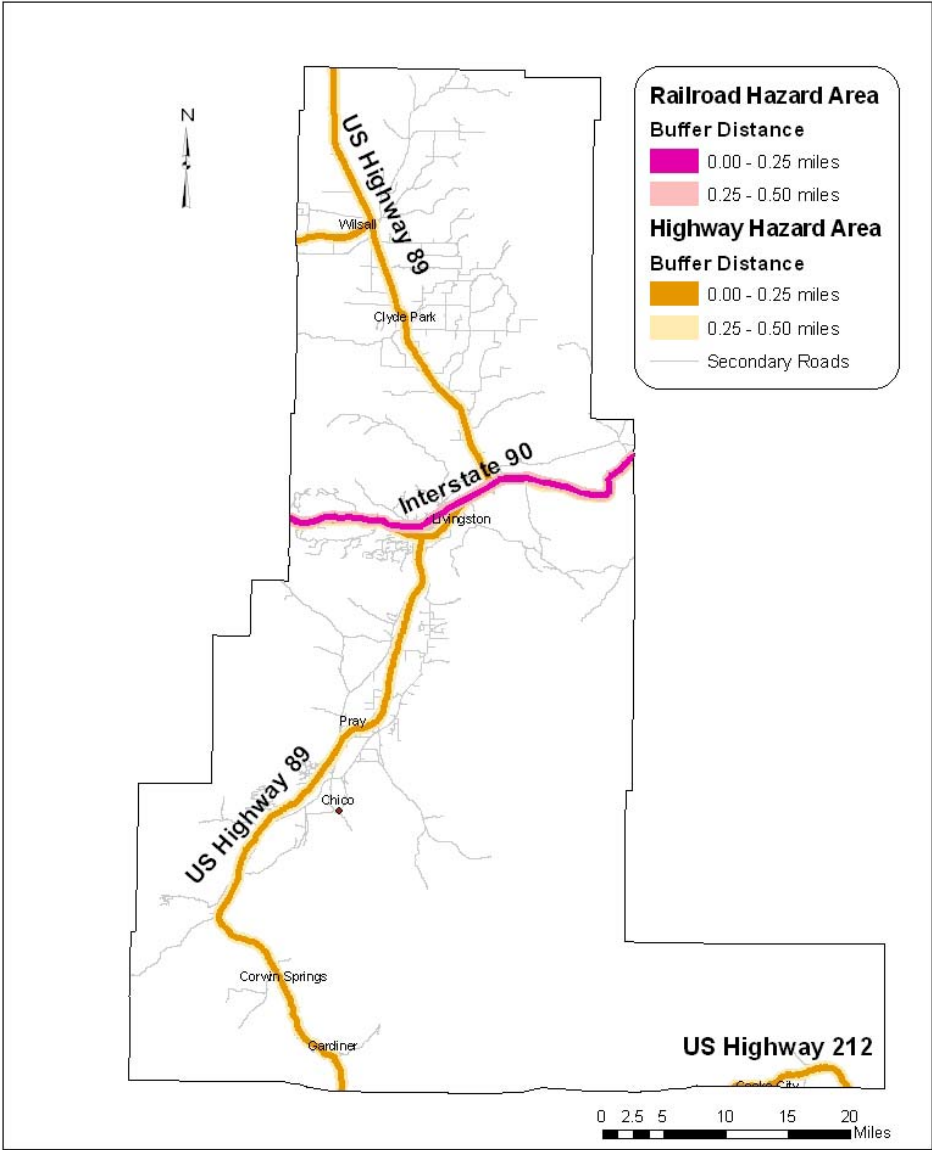 N
US Highway 89
Wilsall
Clyde Park
Interstate 90
Livingston
Pray
US Highway 89
Chico
Corwin Springs
Gardiner
US Highway 212
Cooke City
Railroad Hazard Area
Buffer Distance
0.00 - 0.25 miles
0.25 - 0.50 miles
Highway Hazard Area
Buffer Distance
0.00 - 0.25 miles
0.25 - 0.50 miles
Secondary Roads
0 2.5 5 10 15 20
Miles